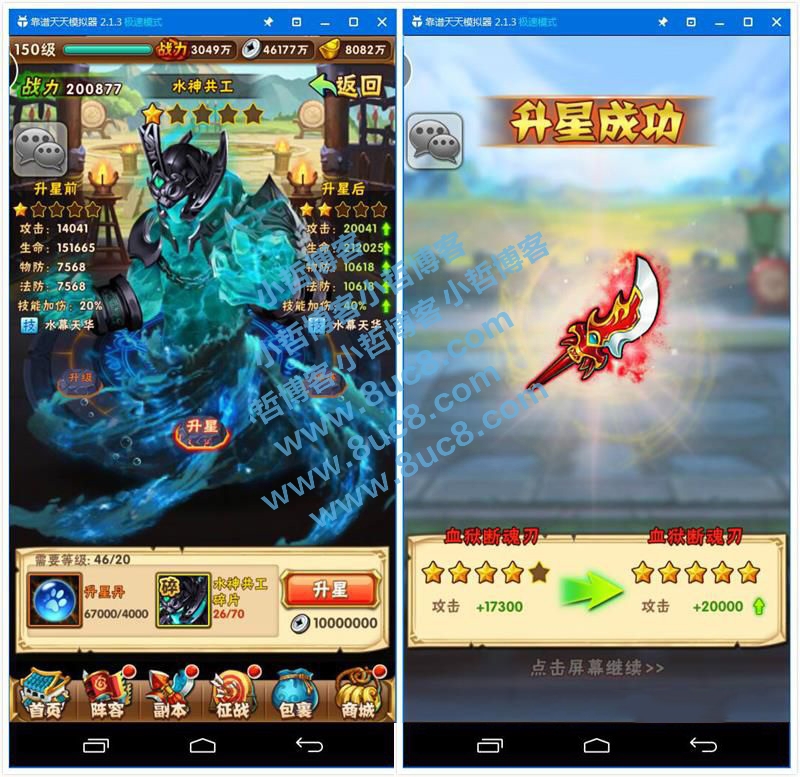 靠谱天天模拟器 2.1.3 极速模式
150级 战力 3049万 46177万 8082万
战力 200877
水神共工
返回
升星前
攻击: 14041
生命: 151665
物防: 7568
法防: 7568
技能加伤: 20%
技 水幕天华
升星后
攻击: 20041
生命: 212025
物防: 10618
法防: 10618
技能加伤: 40%
技 水幕天华
升级
升星
需要等级: 46/20
升星丹
67000/4000
碎
水神共工碎片
26/70
升星
10000000
首页 阵容 副本 征战 包裹 商城
靠谱天天模拟器 2.1.3 极速模式
升星成功
血狱断魂刃
攻击 +17300
血狱断魂刃
攻击 +20000
点击屏幕继续>>
小哲博客小哲博客小哲博客
www.8uc8.com
www.8uc8.com
www.8uc8.com